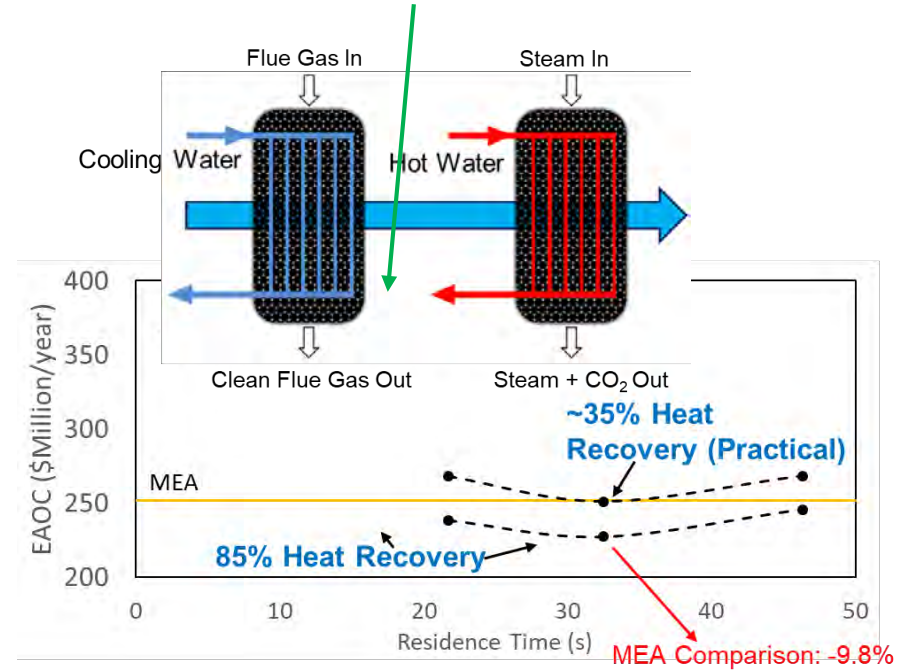 Flue Gas In
Steam In
Cooling Water
Hot Water
Clean Flue Gas Out
Steam + CO₂ Out
EAOC ($Million/year)
400
350
300
250
200
MEA
~35% Heat
Recovery (Practical)
85% Heat Recovery
0 10 20 30 40 50
Residence Time (s)
MEA Comparison: -9.8%